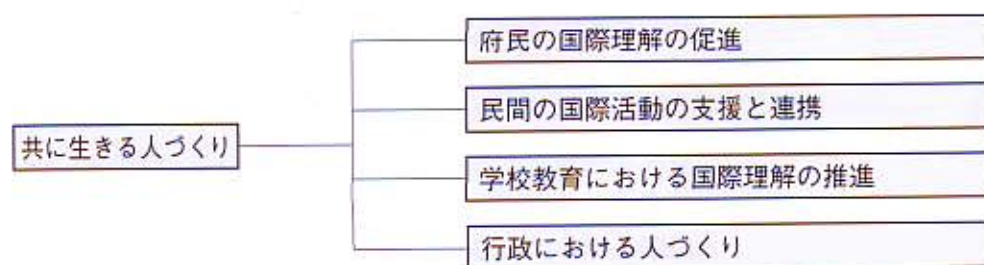 府民の国際理解の促進
民間の国際活動の支援と連携
共に生きる人づくり
学校教育における国際理解の推進
行政における人づくり